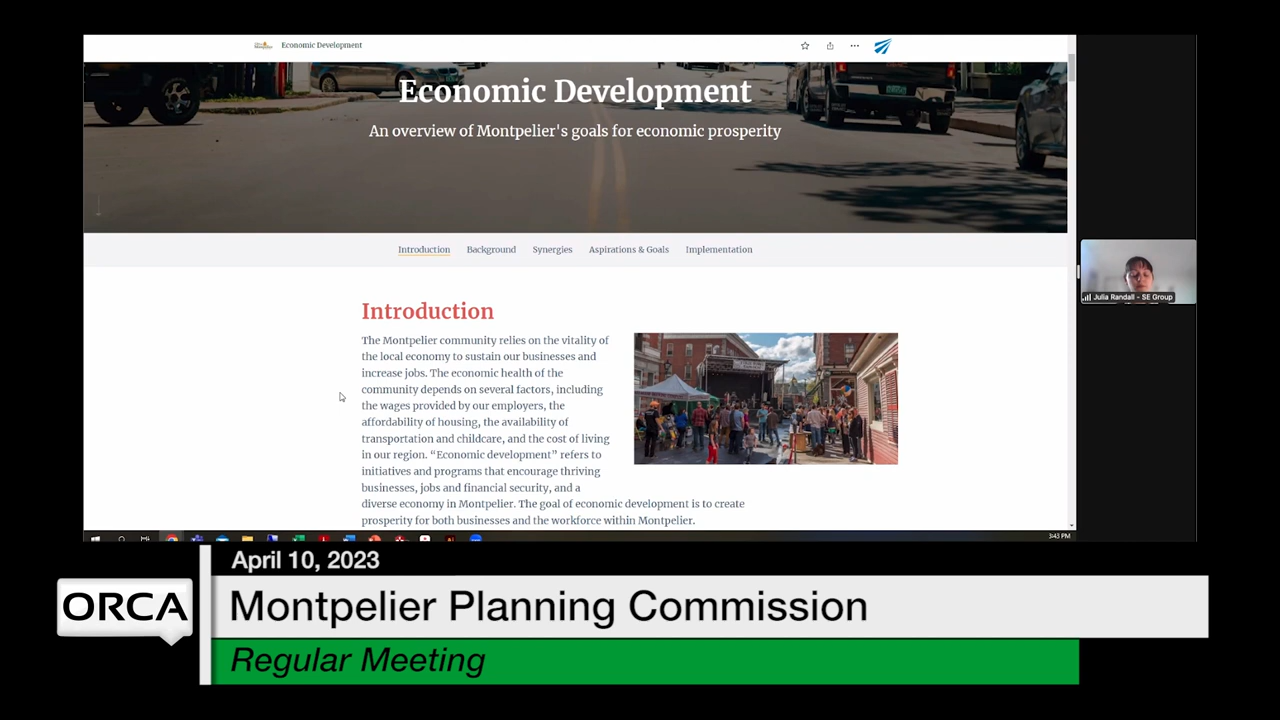 Economic Development
Economic Development
An overview of Montpelier's goals for economic prosperity
Introduction Background Synergies Aspirations & Goals Implementation
Introduction
The Montpelier community relies on the vitality of
the local economy to sustain our businesses and
increase jobs. The economic health of the
community depends on several factors, including
the wages provided by our employers, the
affordability of housing, the availability of
transportation and childcare, and the cost of living
in our region. “Economic development” refers to
initiatives and programs that encourage thriving
businesses, jobs and financial security, and a
diverse economy in Montpelier. The goal of economic development is to create
prosperity for both businesses and the workforce within Montpelier.
Julia Randall - SE Group
3:43 PM
April 10, 2023
ORCA
Montpelier Planning Commission
Regular Meeting